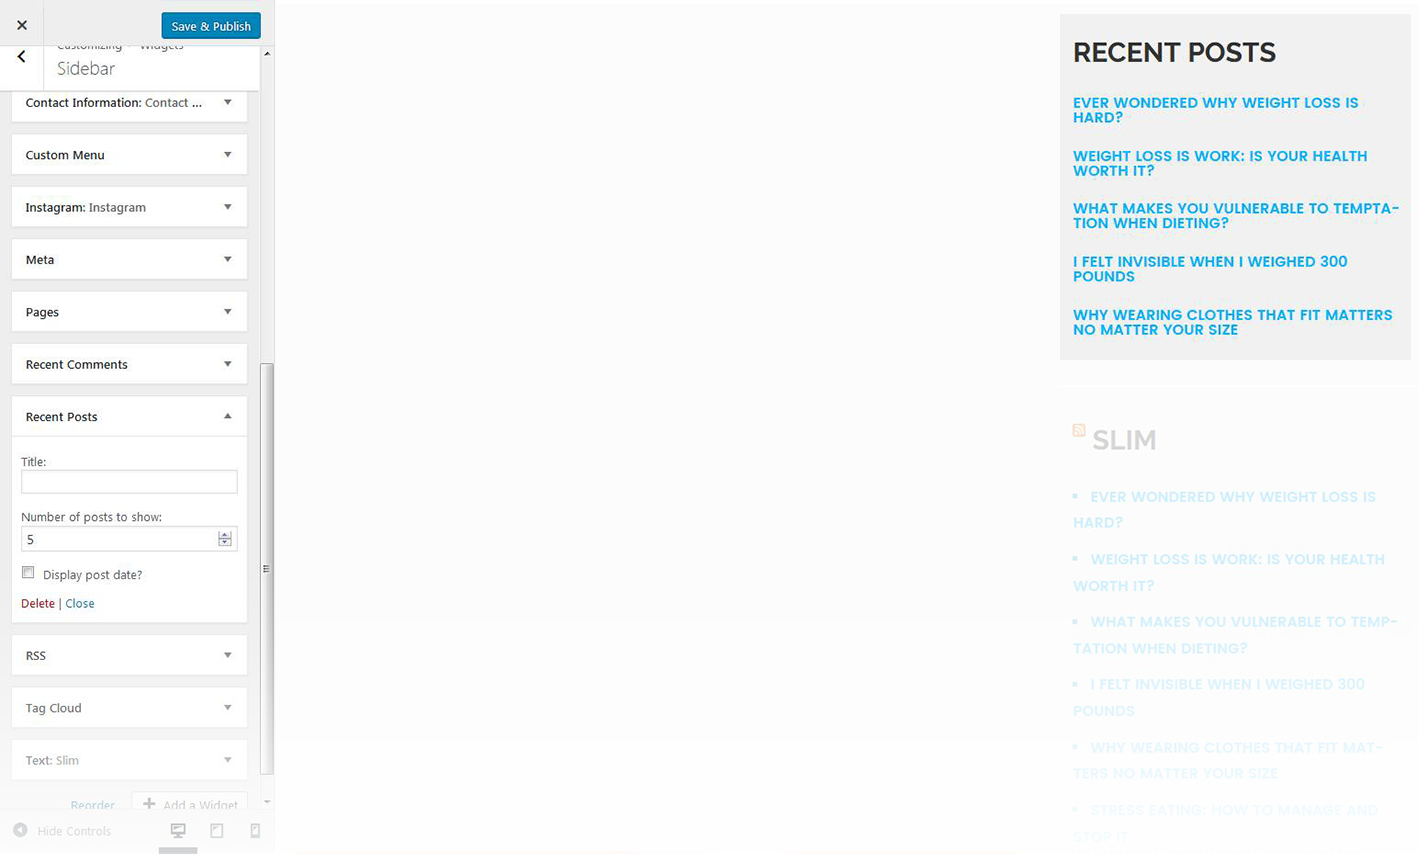 Save & Publish
Customizing Widgets
Sidebar
Contact Information: Contact ...
Custom Menu
Instagram: Instagram
Meta
Pages
Recent Comments
Recent Posts
Title:
Number of posts to show:
5
Display post date?
Delete | Close
RSS
Tag Cloud
Text: Slim
Reorder
Add a Widget
Hide Controls
RECENT POSTS
EVER WONDERED WHY WEIGHT LOSS IS
HARD?
WEIGHT LOSS IS WORK: IS YOUR HEALTH
WORTH IT?
WHAT MAKES YOU VULNERABLE TO TEMPTA-
TION WHEN DIETING?
I FELT INVISIBLE WHEN I WEIGHED 300
POUNDS
WHY WEARING CLOTHES THAT FIT MATTERS
NO MATTER YOUR SIZE
SLIM
EVER WONDERED WHY WEIGHT LOSS IS
HARD?
WEIGHT LOSS IS WORK: IS YOUR HEALTH
WORTH IT?
WHAT MAKES YOU VULNERABLE TO TEMP-
TATION WHEN DIETING?
I FELT INVISIBLE WHEN I WEIGHED 300
POUNDS
WHY WEARING CLOTHES THAT FIT MAT-
TERS NO MATTER YOUR SIZE
STRESS EATING: HOW TO MANAGE AND
STOP IT